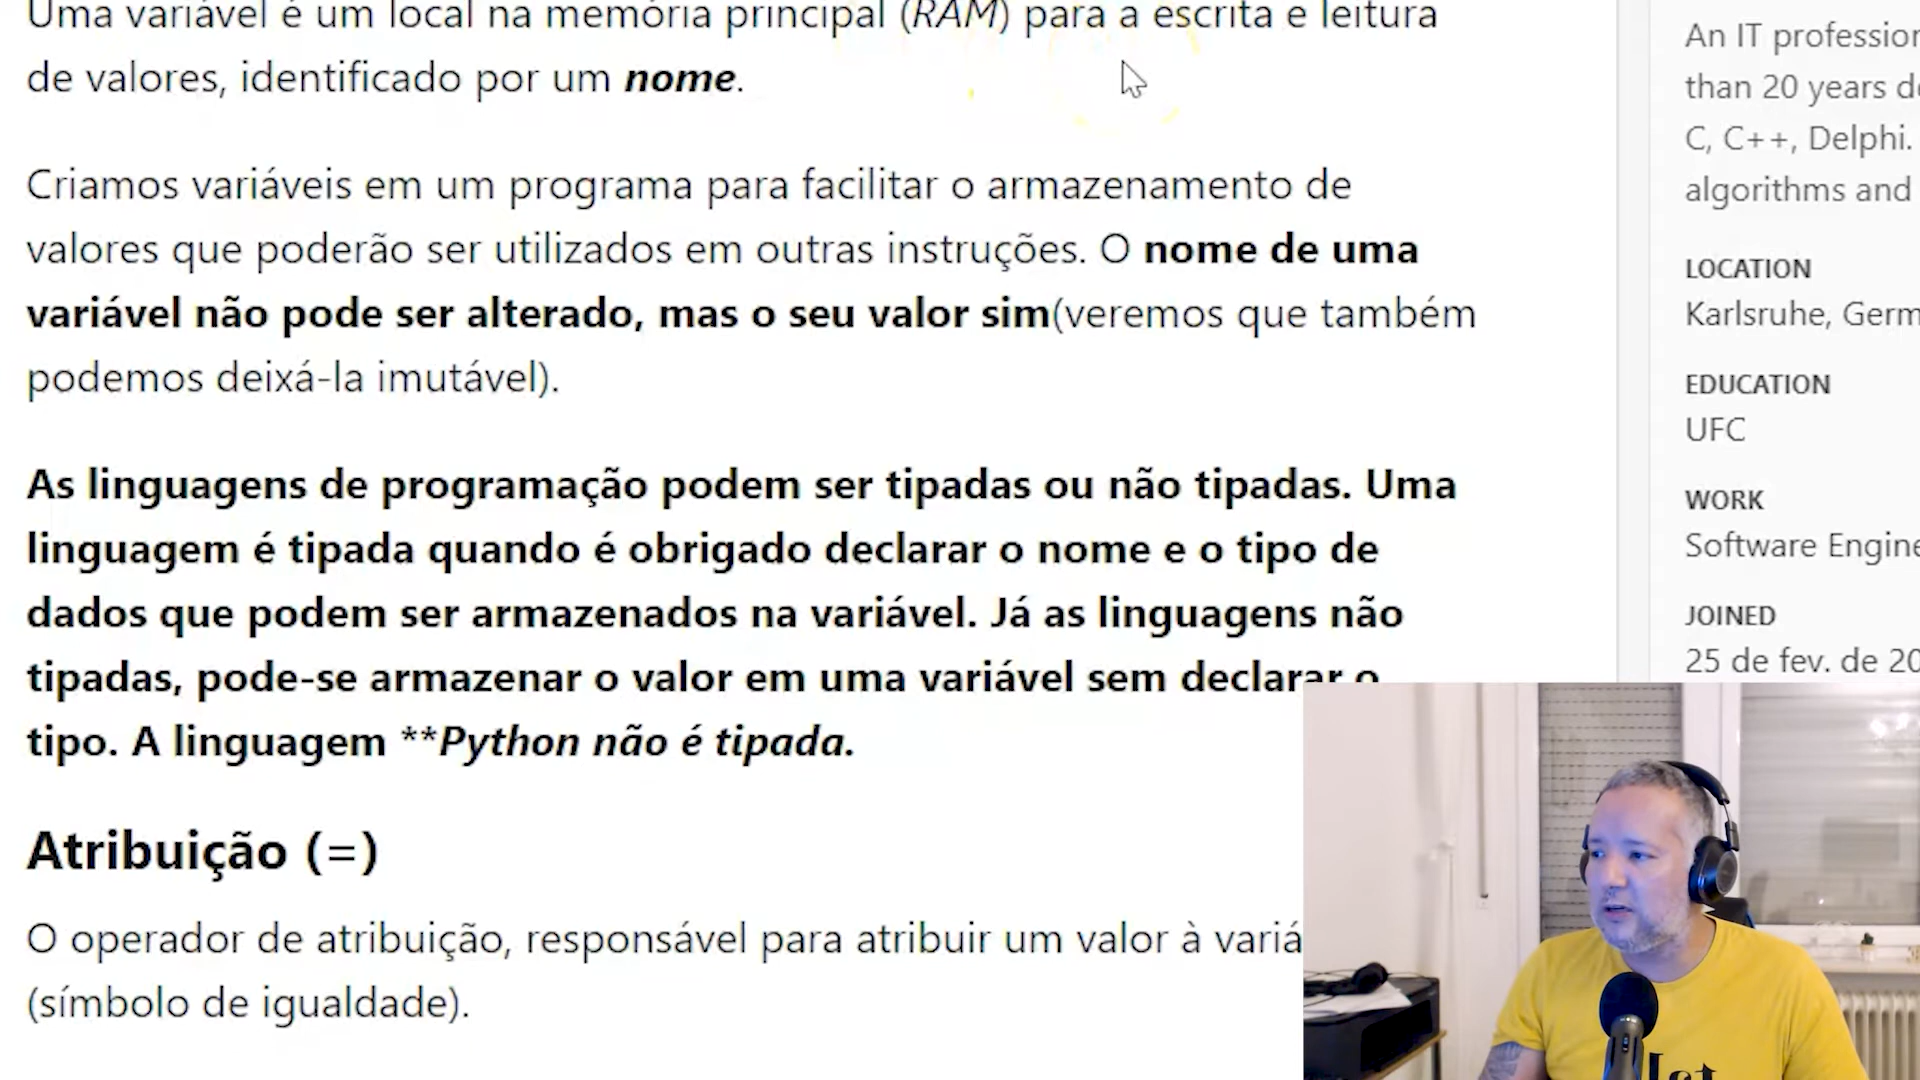 Uma variável é um local na memória principal (RAM) para a escrita e leitura
de valores, identificado por um nome.
Criamos variáveis em um programa para facilitar o armazenamento de
valores que poderão ser utilizados em outras instruções. O nome de uma
variável não pode ser alterado, mas o seu valor sim(veremos que também
podemos deixá-la imutável).
As linguagens de programação podem ser tipadas ou não tipadas. Uma
linguagem é tipada quando é obrigado declarar o nome e o tipo de
dados que podem ser armazenados na variável. Já as linguagens não
tipadas, pode-se armazenar o valor em uma variável sem declarar o
tipo. A linguagem **Python não é tipada.
Atribuição (=)
O operador de atribuição, responsável para atribuir um valor à variá
(símbolo de igualdade).
An IT profession
than 20 years d
C, C++, Delphi.
algorithms and
LOCATION
Karlsruhe, Germ
EDUCATION
UFC
WORK
Software Engine
JOINED
25 de fev. de 20